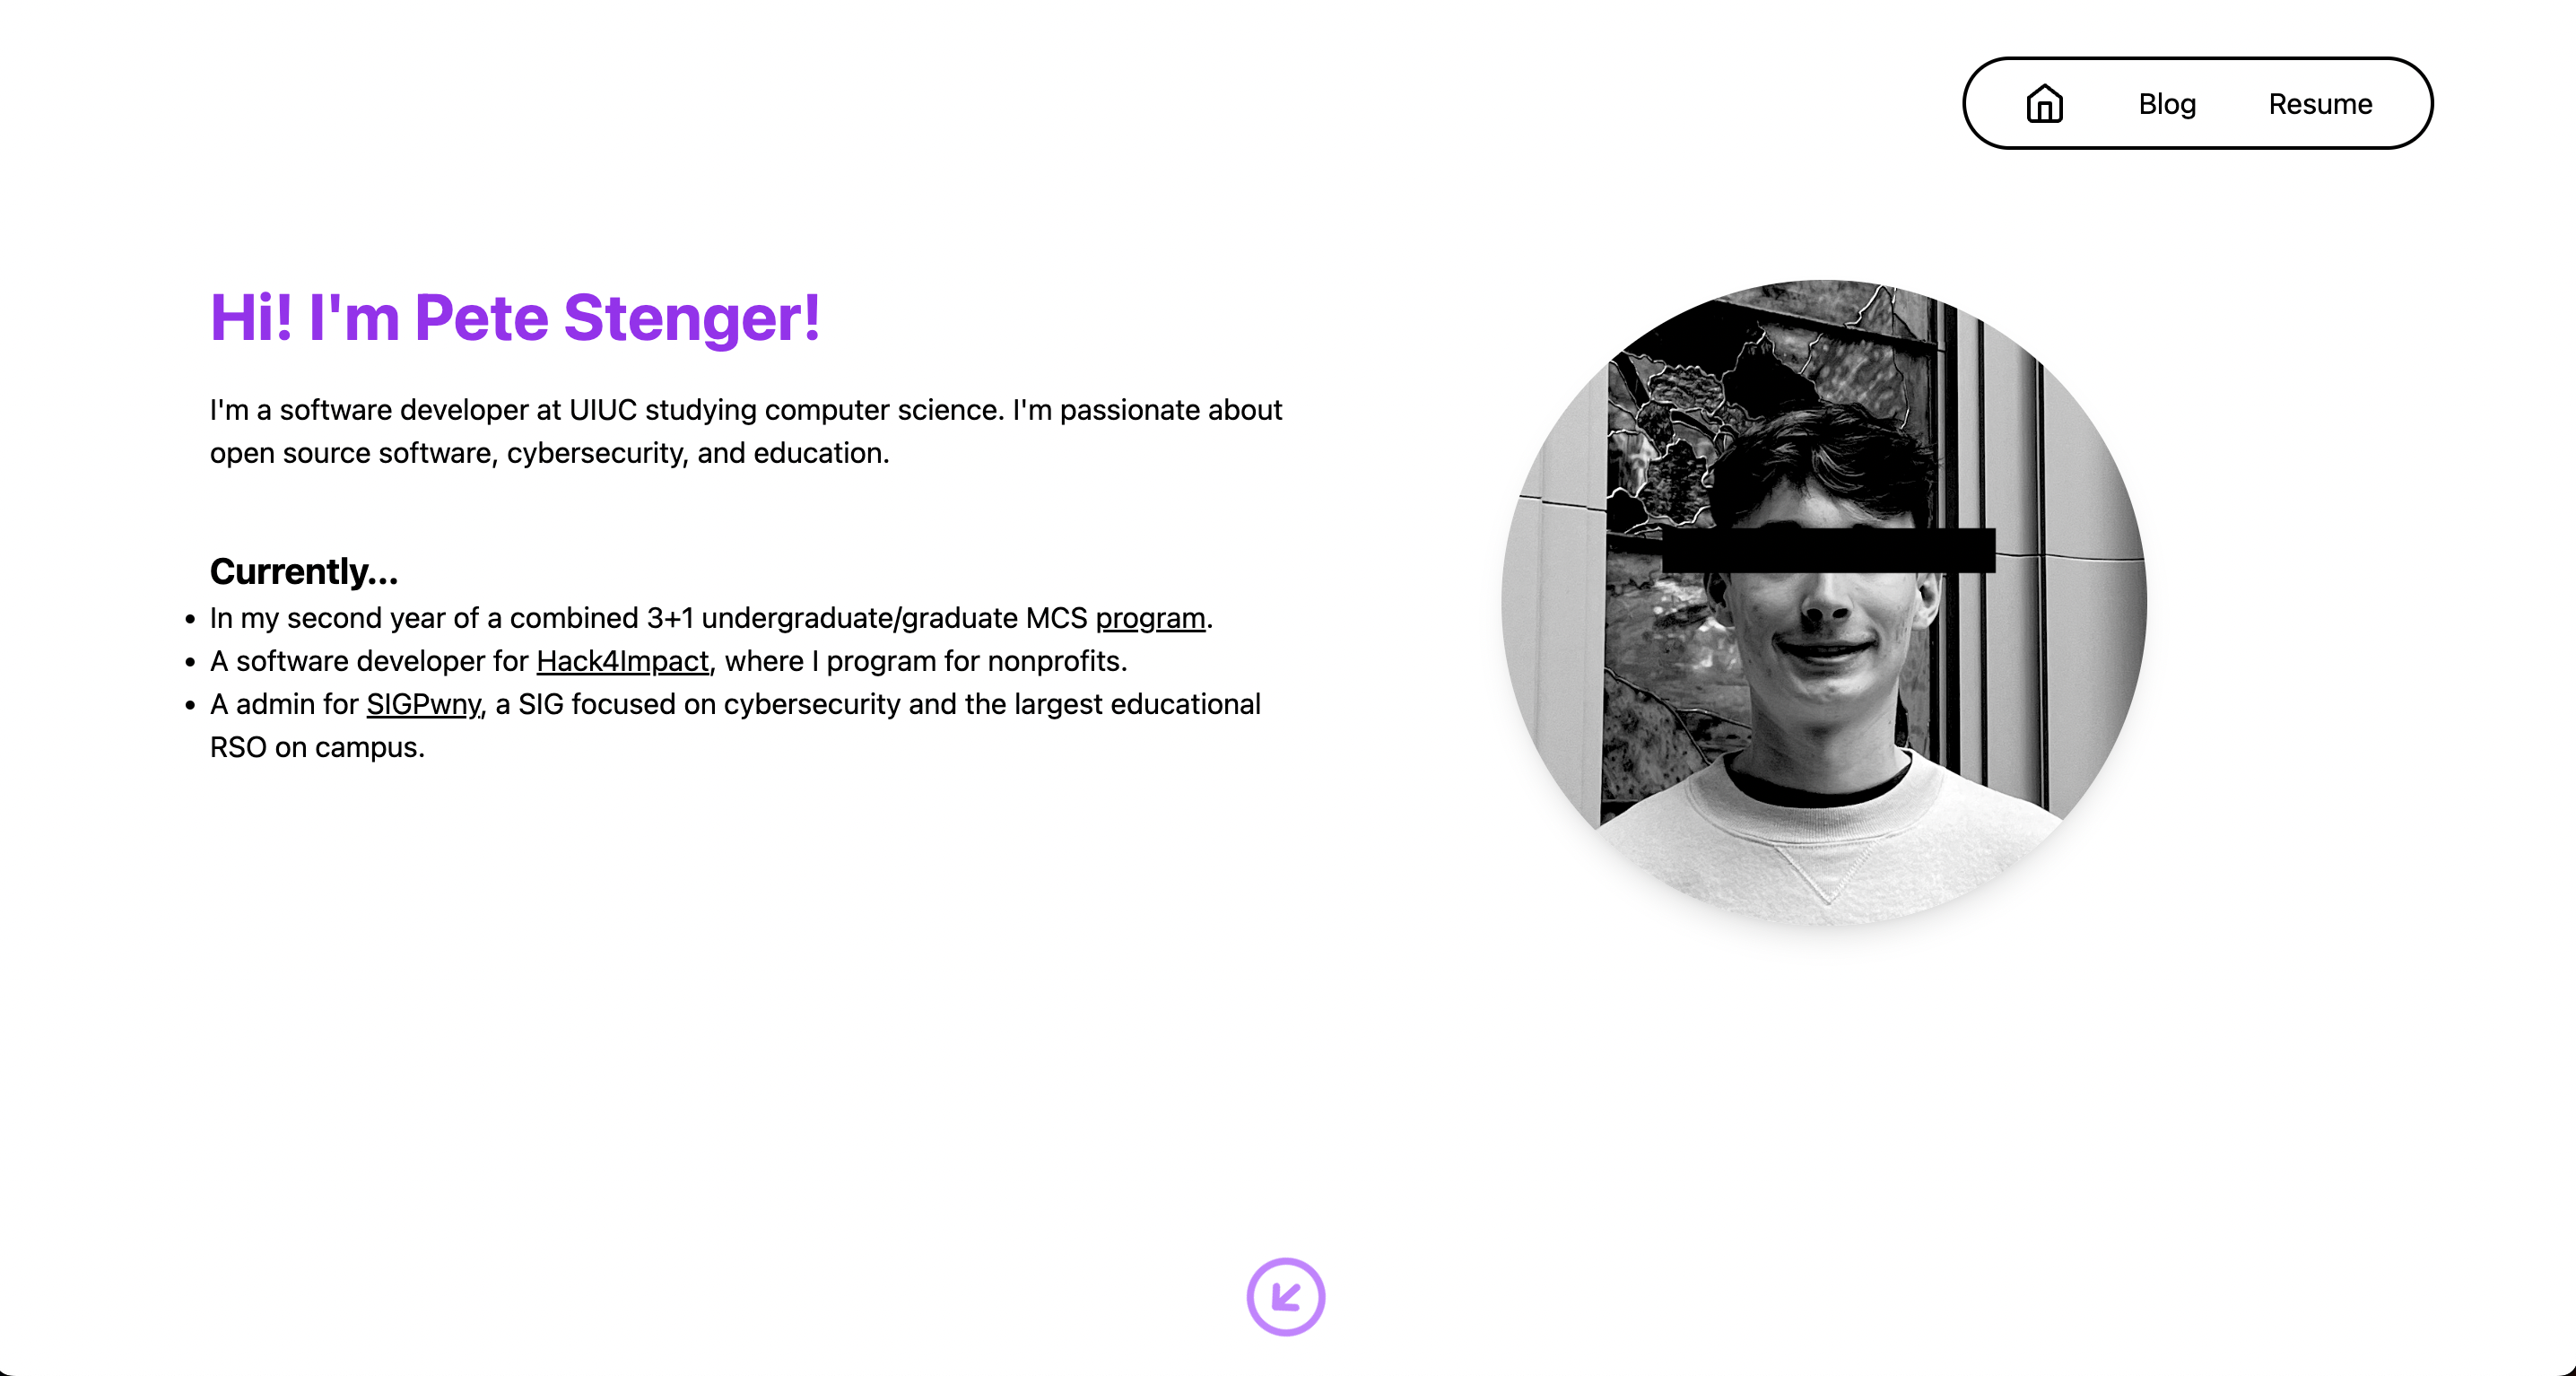 Blog Resume
Hi! I'm Pete Stenger!
I'm a software developer at UIUC studying computer science. I'm passionate about
open source software, cybersecurity, and education.
Currently...
• In my second year of a combined 3+1 undergraduate/graduate MCS program.
• A software developer for Hack4Impact, where I program for nonprofits.
• A admin for SIGPwny, a SIG focused on cybersecurity and the largest educational
RSO on campus.